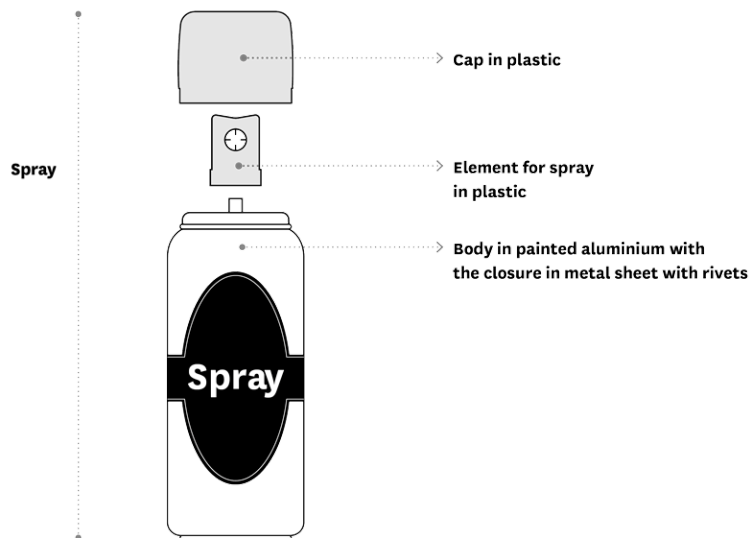 Cap in plastic
Spray
Element for spray
in plastic
Body in painted aluminium with
the closure in metal sheet with rivets
Spray